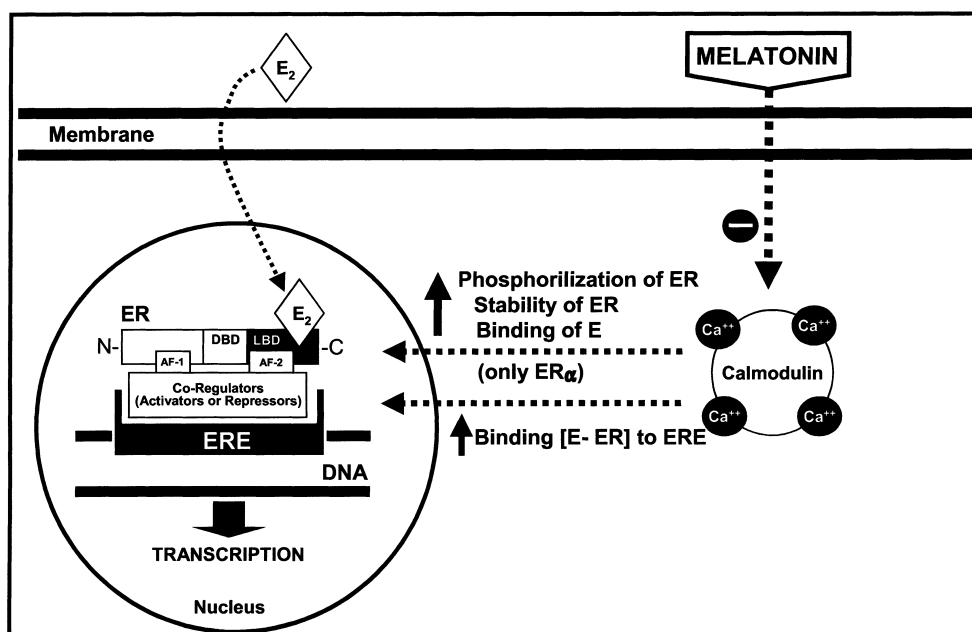 E2
MELATONIN
Membrane
Phosphorilization of ER
Stability of ER
Binding of E
(only ERα)
Binding [E- ER] to ERE
Ca++
Ca++
Calmodulin
Ca++
Ca++
E2
ER
N-
DBD
LBD
-C
AF-1
AF-2
Co-Regulators
(Activators or Repressors)
ERE
DNA
TRANSCRIPTION
Nucleus